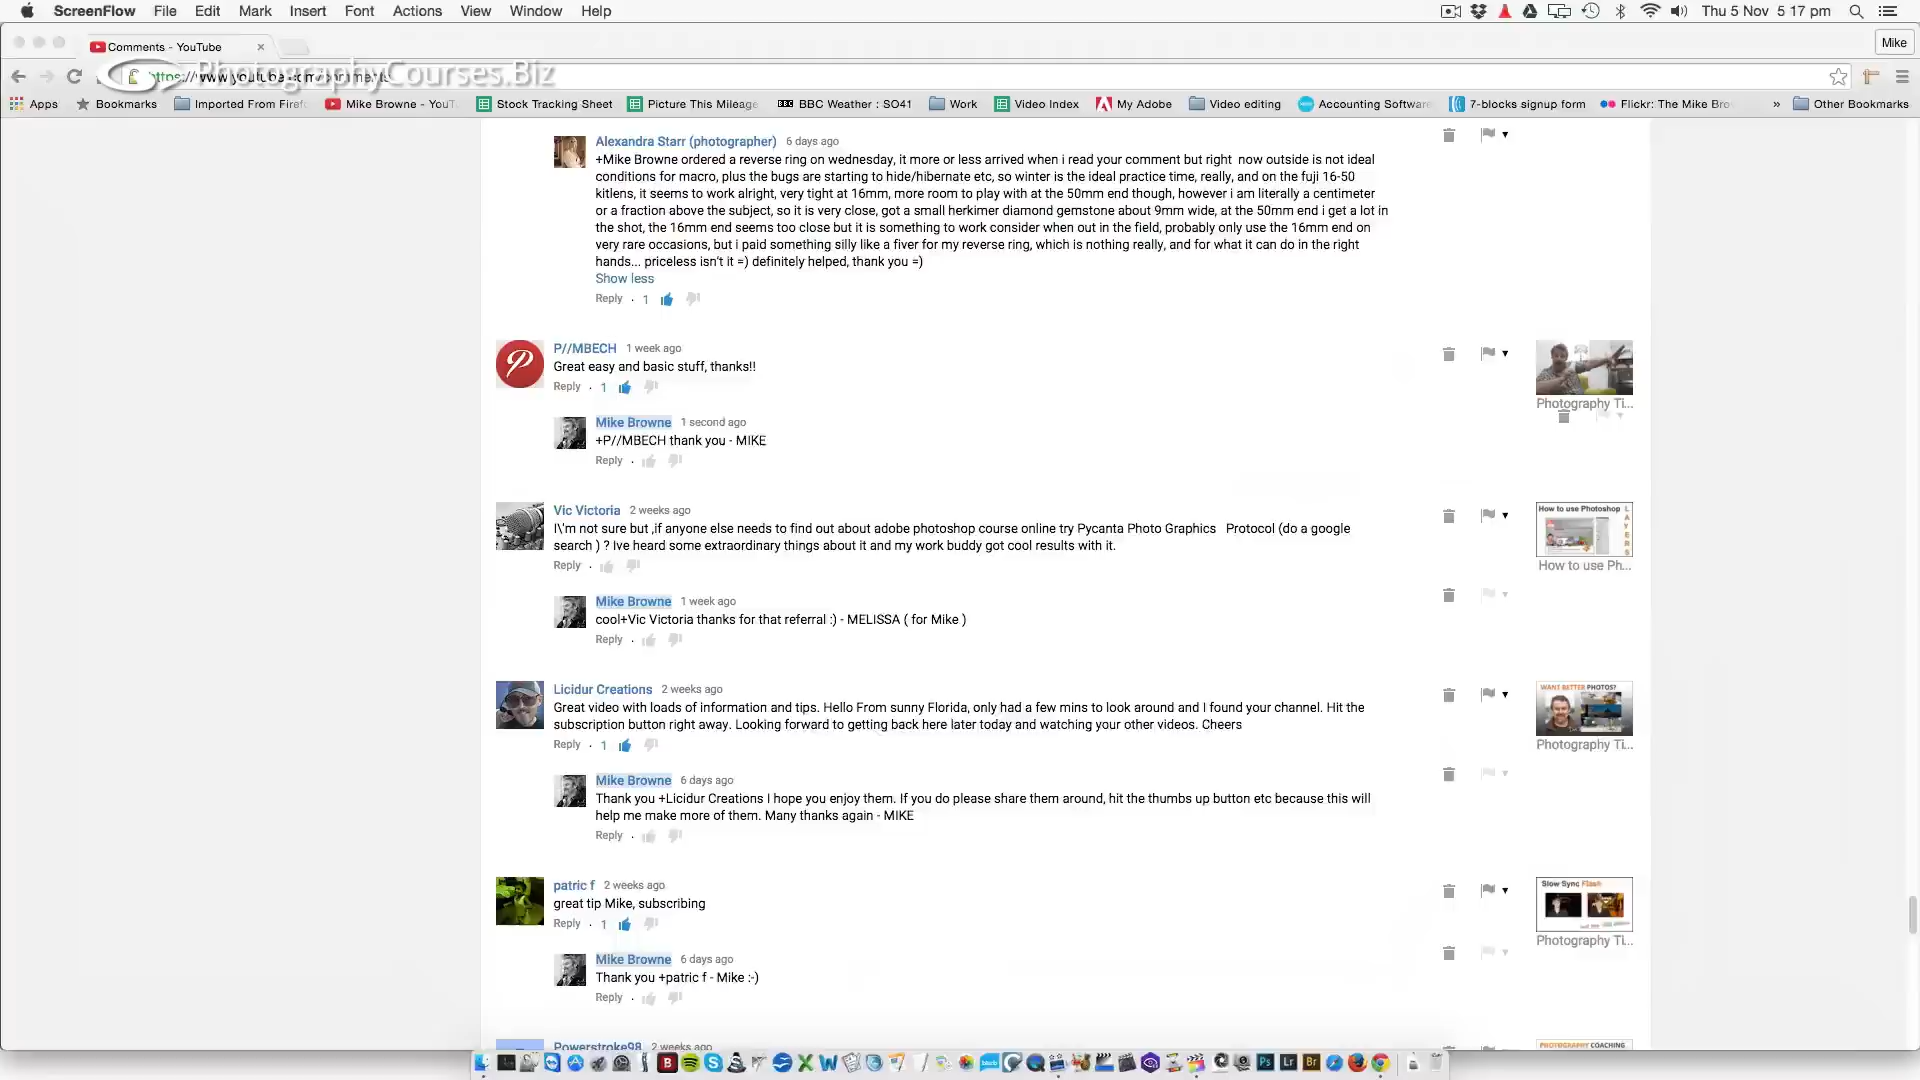 ScreenFlow File Edit Mark Insert Font Actions View Window Help Thu 5 Nov 5 17 pm
Comments - YouTube Mike
https://www.youtube.com/comments
PhotographyCourses.Biz
Apps Bookmarks Imported From Firef Mike Browne - YouT Stock Tracking Sheet Picture This Mileage BBC Weather : SO41 Work Video Index My Adobe Video editing Accounting Software 7-blocks signup form Flickr: The Mike Bro » Other Bookmarks
Alexandra Starr (photographer) 6 days ago
+Mike Browne ordered a reverse ring on wednesday, it more or less arrived when i read your comment but right now outside is not ideal
conditions for macro, plus the bugs are starting to hide/hibernate etc, so winter is the ideal practice time, really, and on the fuji 16-50
kitlens, it seems to work alright, very tight at 16mm, more room to play with at the 50mm end though, however i am literally a centimeter
or a fraction above the subject, so it is very close, got a small herkimer diamond gemstone about 9mm wide, at the 50mm end i get a lot in
the shot, the 16mm end seems too close but it is something to work consider when out in the field, probably only use the 16mm end on
very rare occasions, but i paid something silly like a fiver for my reverse ring, which is nothing really, and for what it can do in the right
hands... priceless isn't it =) definitely helped, thank you =)
Show less
Reply · 1
P//MBECH 1 week ago
Great easy and basic stuff, thanks!!
Reply · 1
Photography Ti...
Mike Browne 1 second ago
+P//MBECH thank you - MIKE
Reply ·
Vic Victoria 2 weeks ago
I\'m not sure but ,if anyone else needs to find out about adobe photoshop course online try Pycanta Photo Graphics Protocol (do a google
search ) ? Ive heard some extraordinary things about it and my work buddy got cool results with it.
Reply ·
How to use Photoshop
LAYERS
How to use Ph...
Mike Browne 1 week ago
cool+Vic Victoria thanks for that referral :) - MELISSA ( for Mike )
Reply ·
Licidur Creations 2 weeks ago
Great video with loads of information and tips. Hello From sunny Florida, only had a few mins to look around and I found your channel. Hit the
subscription button right away. Looking forward to getting back here later today and watching your other videos. Cheers
Reply · 1
WANT BETTER PHOTOS?
Photography Ti...
Mike Browne 6 days ago
Thank you +Licidur Creations I hope you enjoy them. If you do please share them around, hit the thumbs up button etc because this will
help me make more of them. Many thanks again - MIKE
Reply ·
patric f 2 weeks ago
great tip Mike, subscribing
Reply · 1
Slow Sync Flash
Photography Ti...
Mike Browne 6 days ago
Thank you +patric f - Mike :-)
Reply ·
Powerstroke98 2 weeks ago
PHOTOGRAPHY COACHING